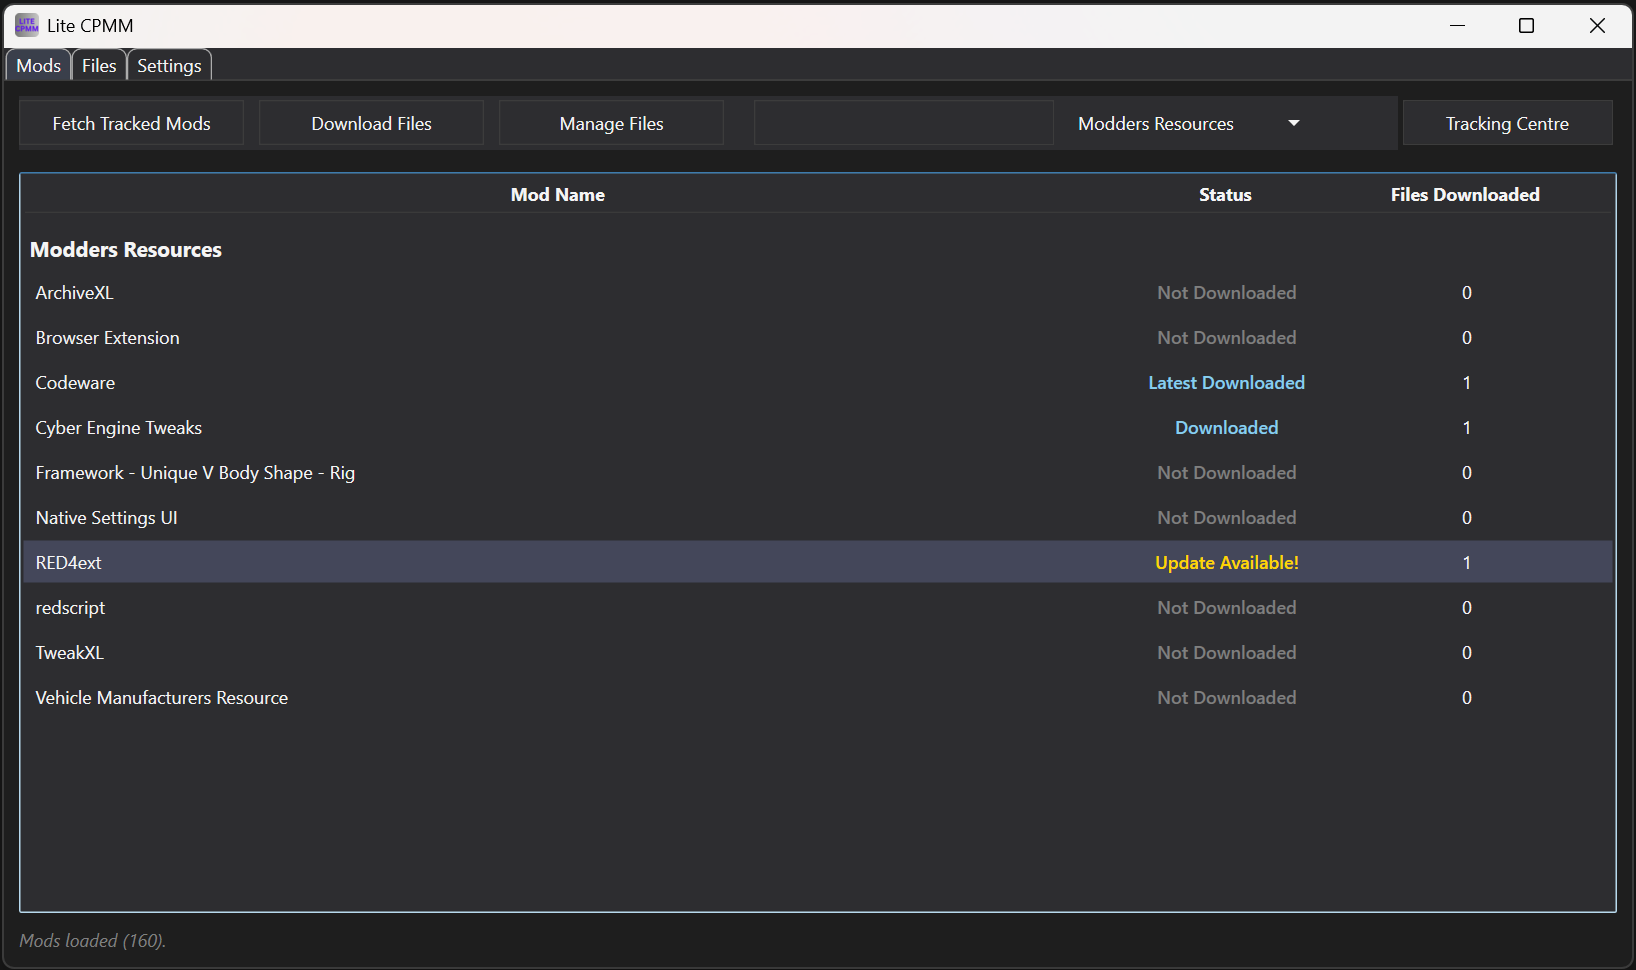 LITE CPMM Lite CPMM
Mods Files Settings
Fetch Tracked Mods Download Files Manage Files Modders Resources Tracking Centre
Mod Name Status Files Downloaded
Modders Resources
ArchiveXL Not Downloaded 0
Browser Extension Not Downloaded 0
Codeware Latest Downloaded 1
Cyber Engine Tweaks Downloaded 1
Framework - Unique V Body Shape - Rig Not Downloaded 0
Native Settings UI Not Downloaded 0
RED4ext Update Available! 1
redscript Not Downloaded 0
TweakXL Not Downloaded 0
Vehicle Manufacturers Resource Not Downloaded 0
Mods loaded (160).